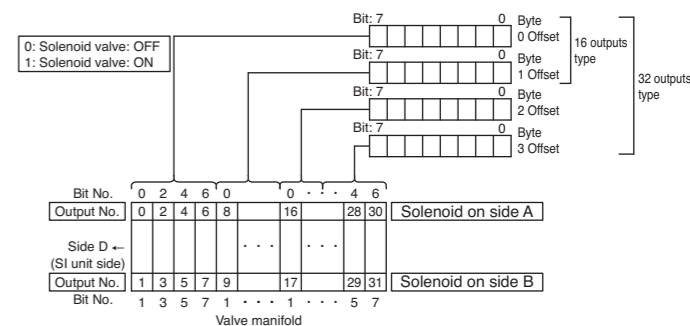 Bit: 7 0 Byte
0 Offset
0: Solenoid valve: OFF
1: Solenoid valve: ON
16 outputs
type
Bit: 7 0 Byte
1 Offset
32 outputs
type
Bit: 7 0 Byte
2 Offset
Bit: 7 0 Byte
3 Offset
Bit No. 0 2 4 6 0 0 · · · 4 6
Output No. 0 2 4 6 8 16 28 30 Solenoid on side A
Side D ←
(SI unit side)
· · · · · ·
Output No. 1 3 5 7 9 17 29 31 Solenoid on side B
Bit No. 1 3 5 7 1 · · · 1 · · · 5 7
Valve manifold